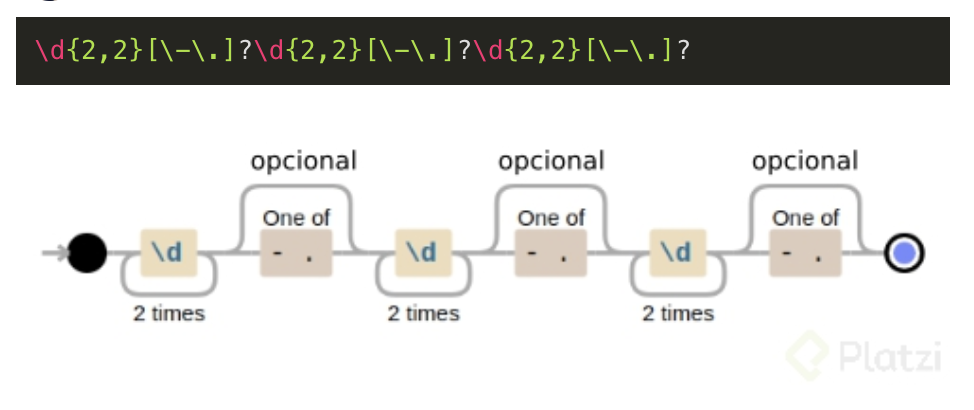 \d{2,2}[\-\.]?\d{2,2}[\-\.]?\d{2,2}[\-\.]?
opcional opcional opcional
One of One of One of
\d - . \d - . \d - .
2 times 2 times 2 times
Platzi